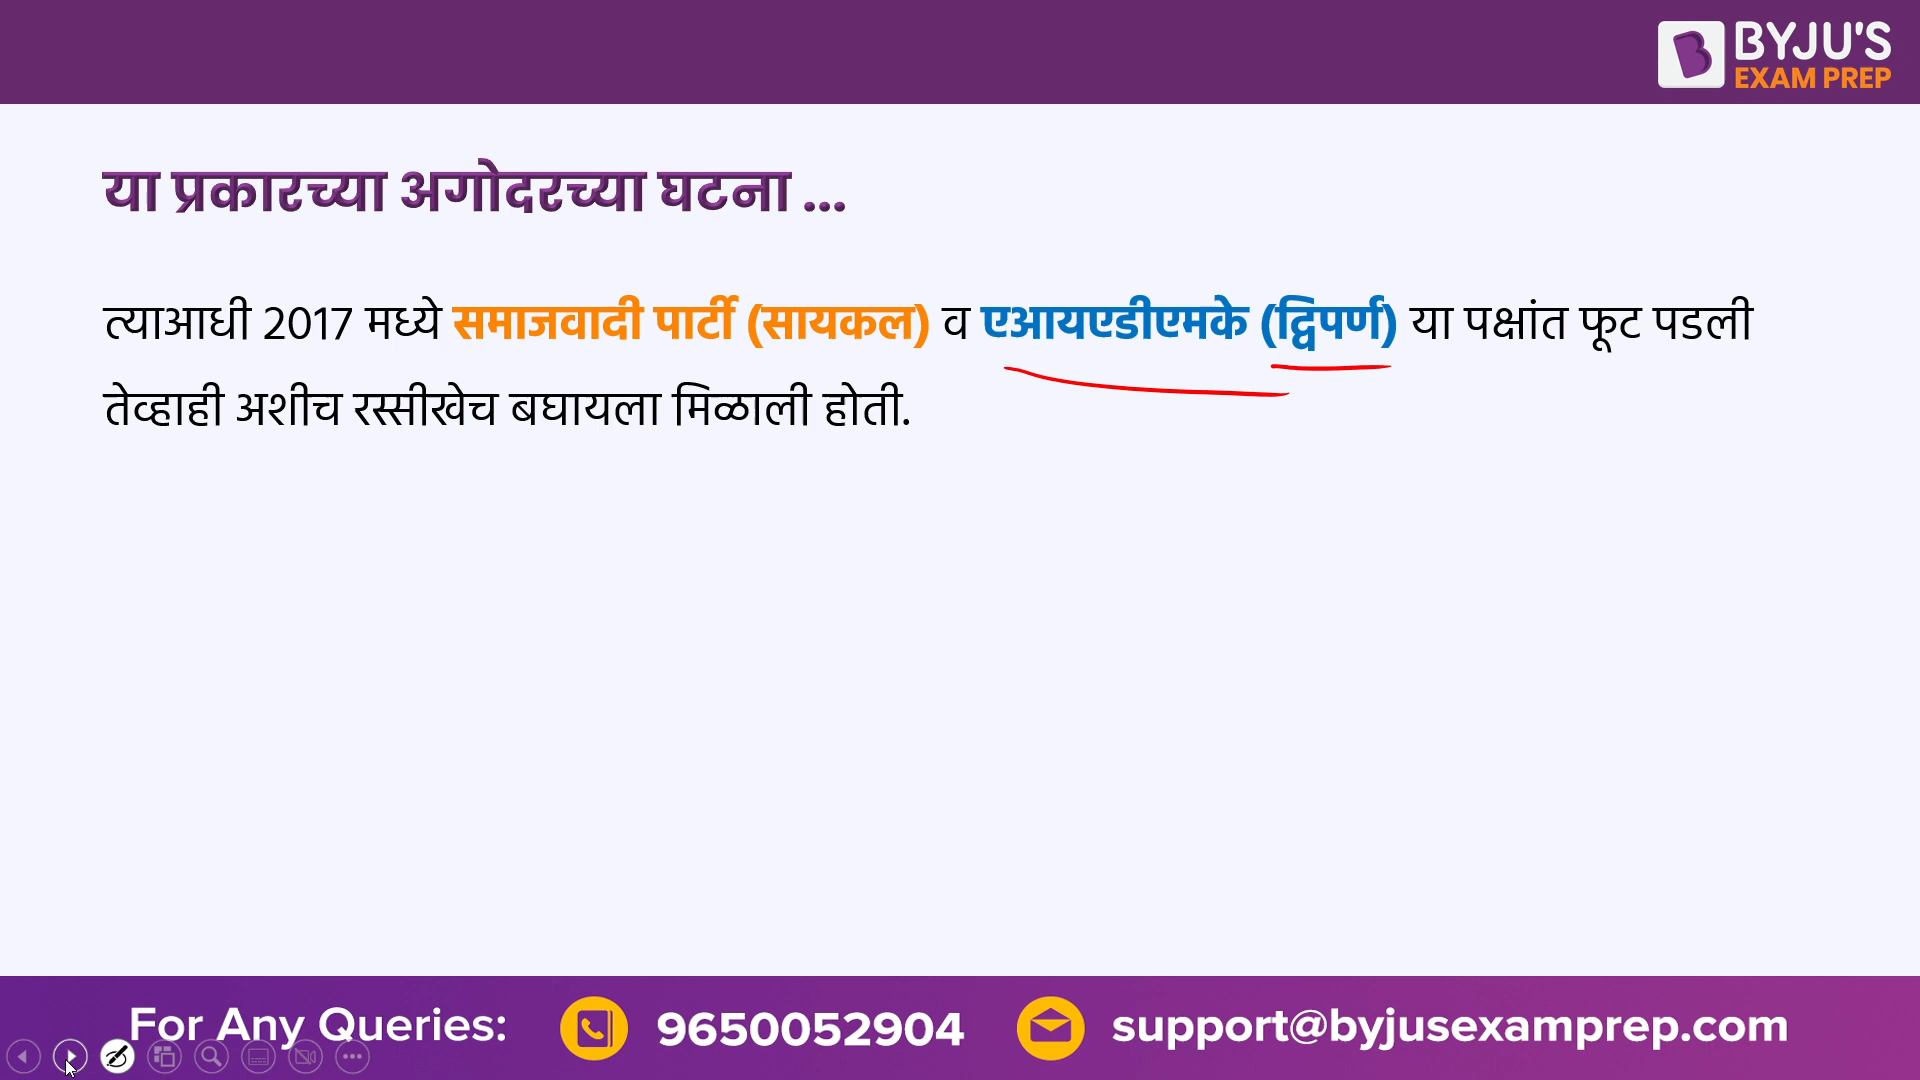 BYJU'S
EXAM PREP
या प्रकारच्या अगोदरच्या घटना ...
त्याआधी 2017 मध्ये समाजवादी पार्टी (सायकल) व एआयएडीएमके (द्विपर्ण) या पक्षांत फूट पडली
तेव्हाही अशीच रस्सीखेच बघायला मिळाली होती.
For Any Queries: 9650052904 support@byjusexamprep.com